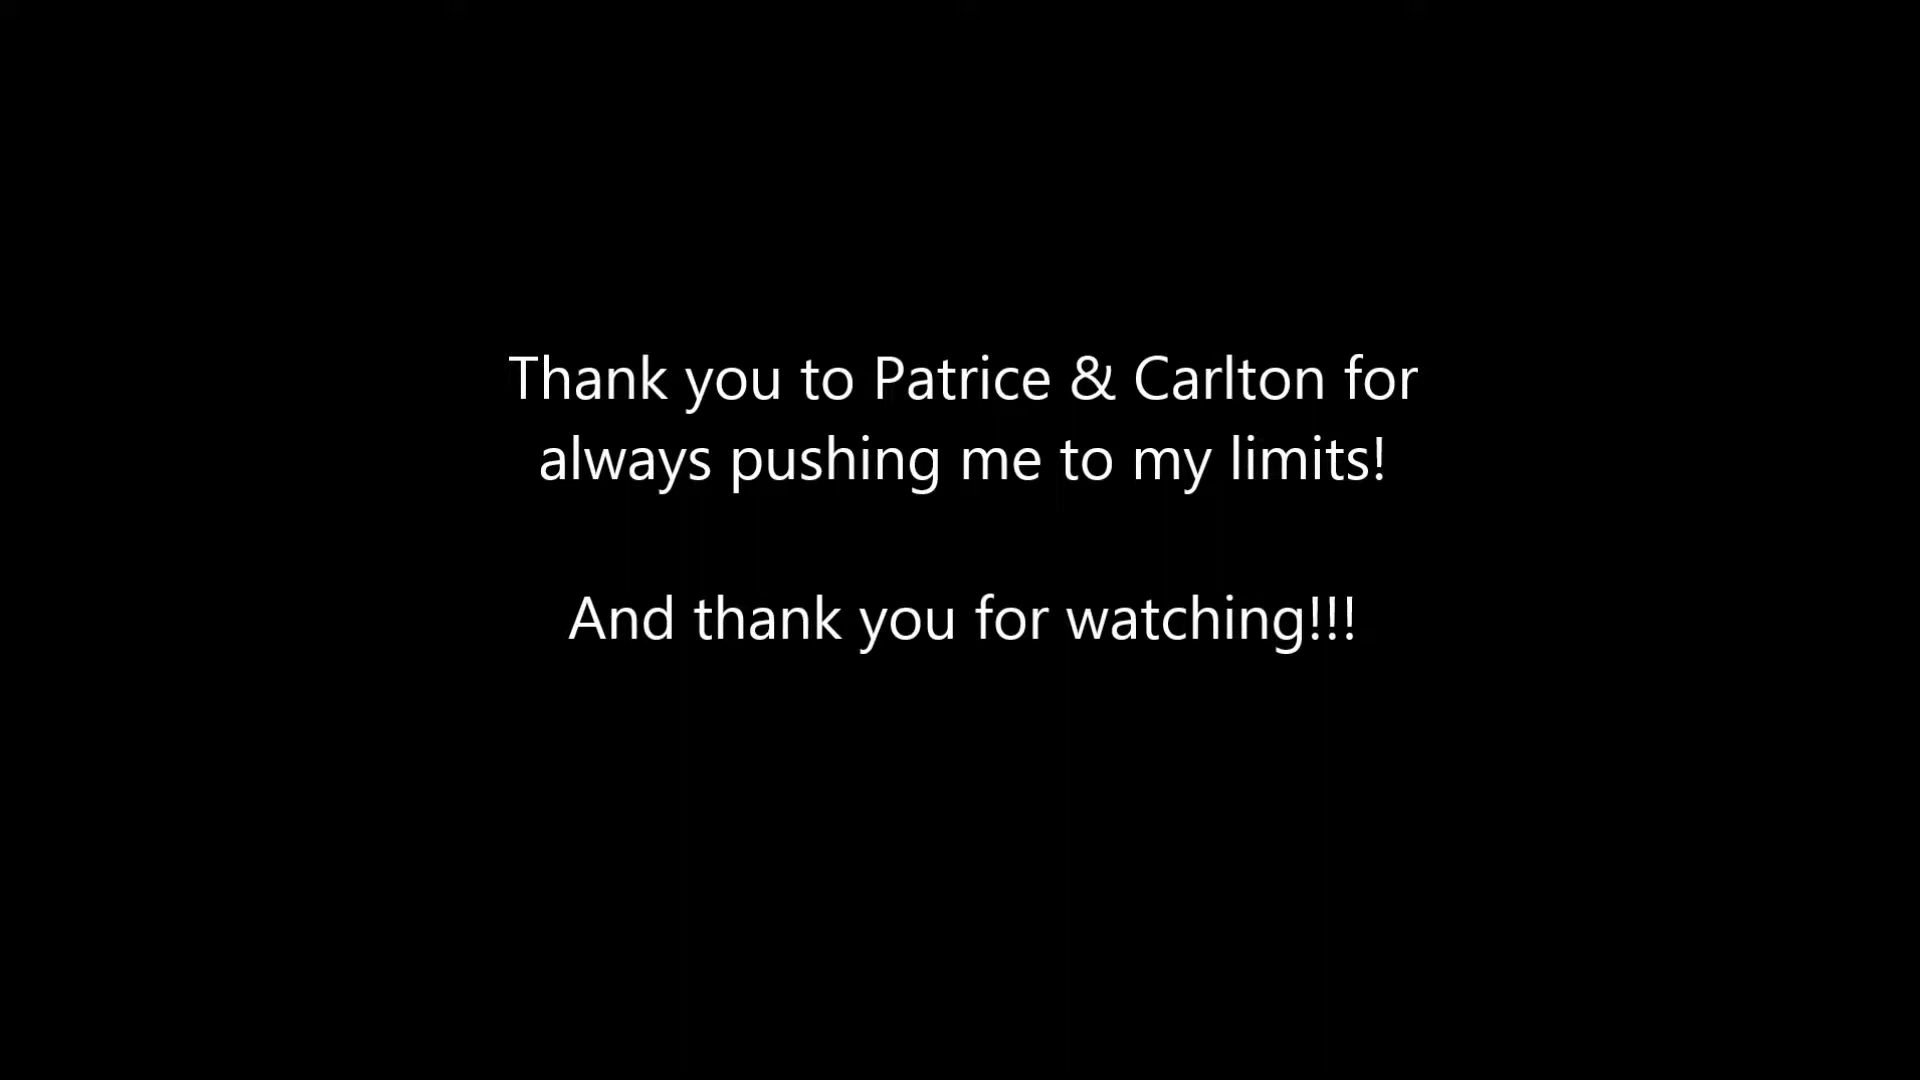 Thank you to Patrice & Carlton for
always pushing me to my limits!
And thank you for watching!!!